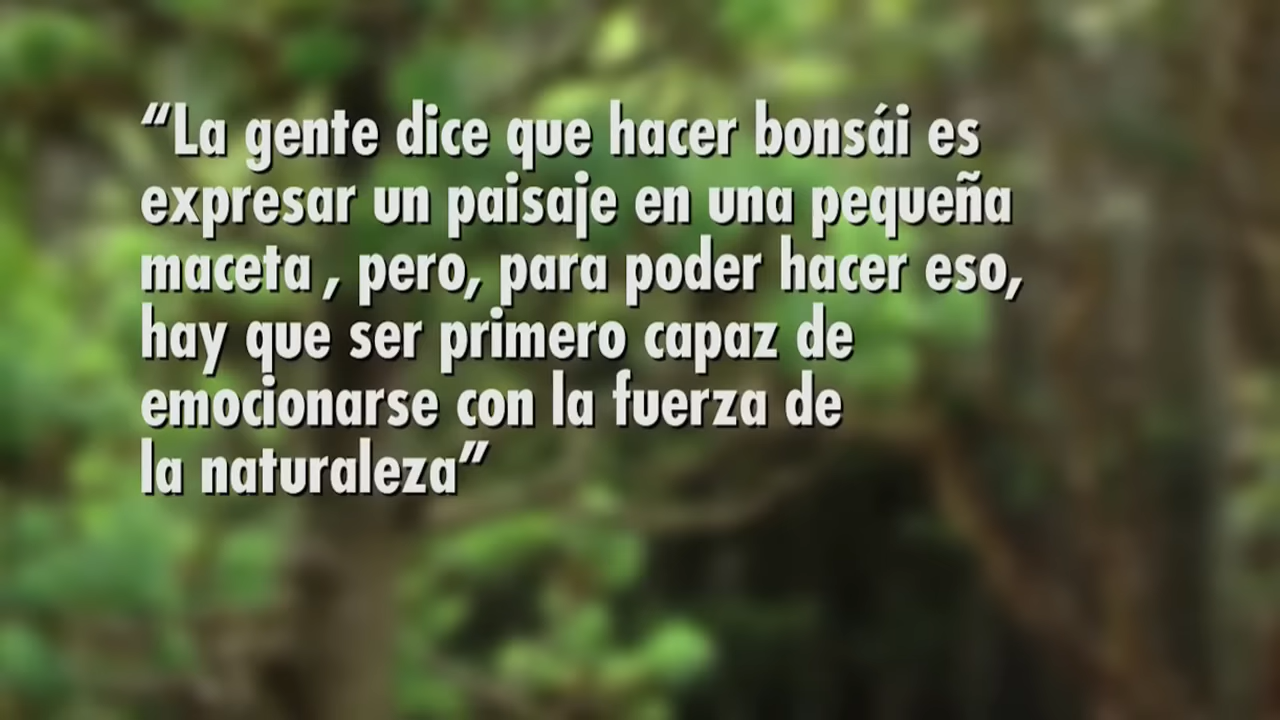 “La gente dice que hacer bonsái es
expresar un paisaje en una pequeña
maceta , pero, para poder hacer eso,
hay que ser primero capaz de
emocionarse con la fuerza de
la naturaleza”